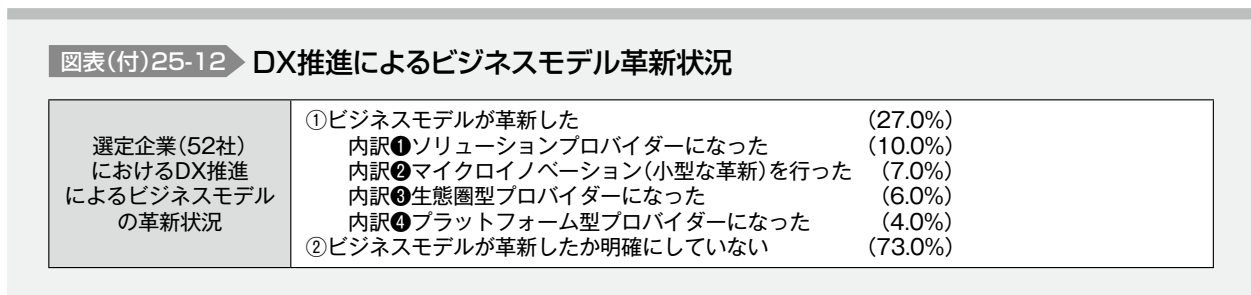 図表(付)25-12 DX推進によるビジネスモデル革新状況
選定企業(52社)
におけるDX推進
によるビジネスモデル
の革新状況
①ビジネスモデルが革新した (27.0%)
内訳❶ソリューションプロバイダーになった (10.0%)
内訳❷マイクロイノベーション(小型な革新)を行った (7.0%)
内訳❸生態圏型プロバイダーになった (6.0%)
内訳❹プラットフォーム型プロバイダーになった (4.0%)
②ビジネスモデルが革新したか明確にしていない (73.0%)